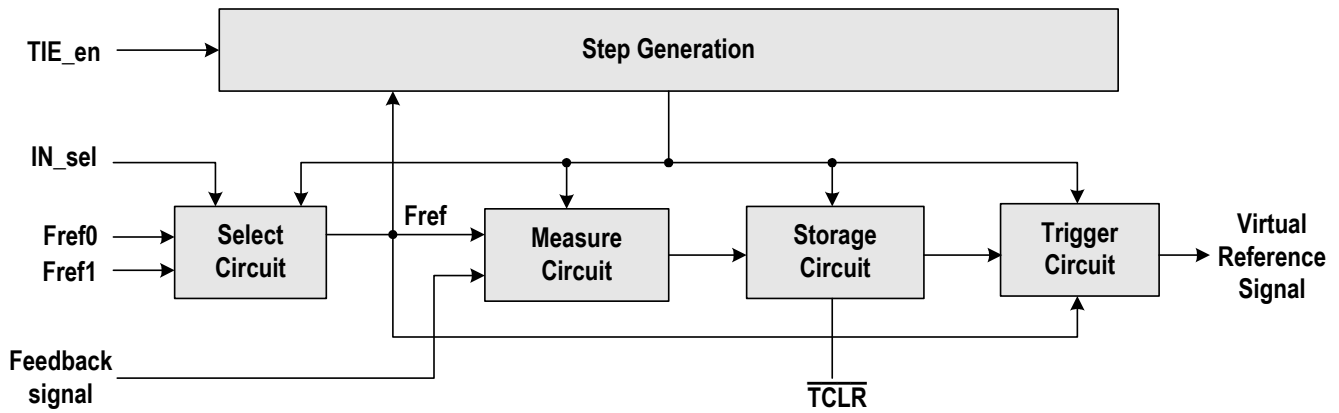 TIE_en
Step Generation
IN_sel
Fref0
Fref1
Select
Circuit
Fref
Measure
Circuit
Storage
Circuit
Trigger
Circuit
Virtual
Reference
Signal
Feedback
signal
TCLR